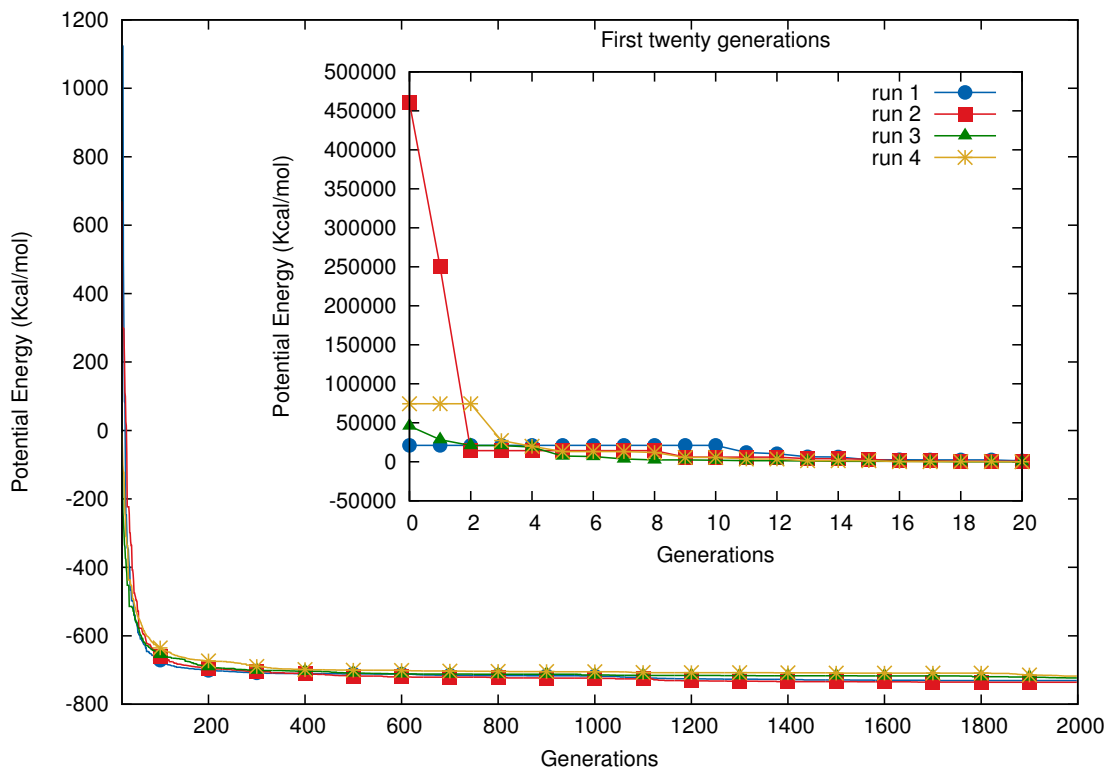 First twenty generations
Potential Energy (Kcal/mol)
1200
1000
800
600
400
200
0
-200
-400
-600
-800
200 400 600 800 1000 1200 1400 1600 1800 2000
Generations
Potential Energy (Kcal/mol)
500000
450000
400000
350000
300000
250000
200000
150000
100000
50000
0
-50000
0 2 4 6 8 10 12 14 16 18 20
Generations
run 1
run 2
run 3
run 4